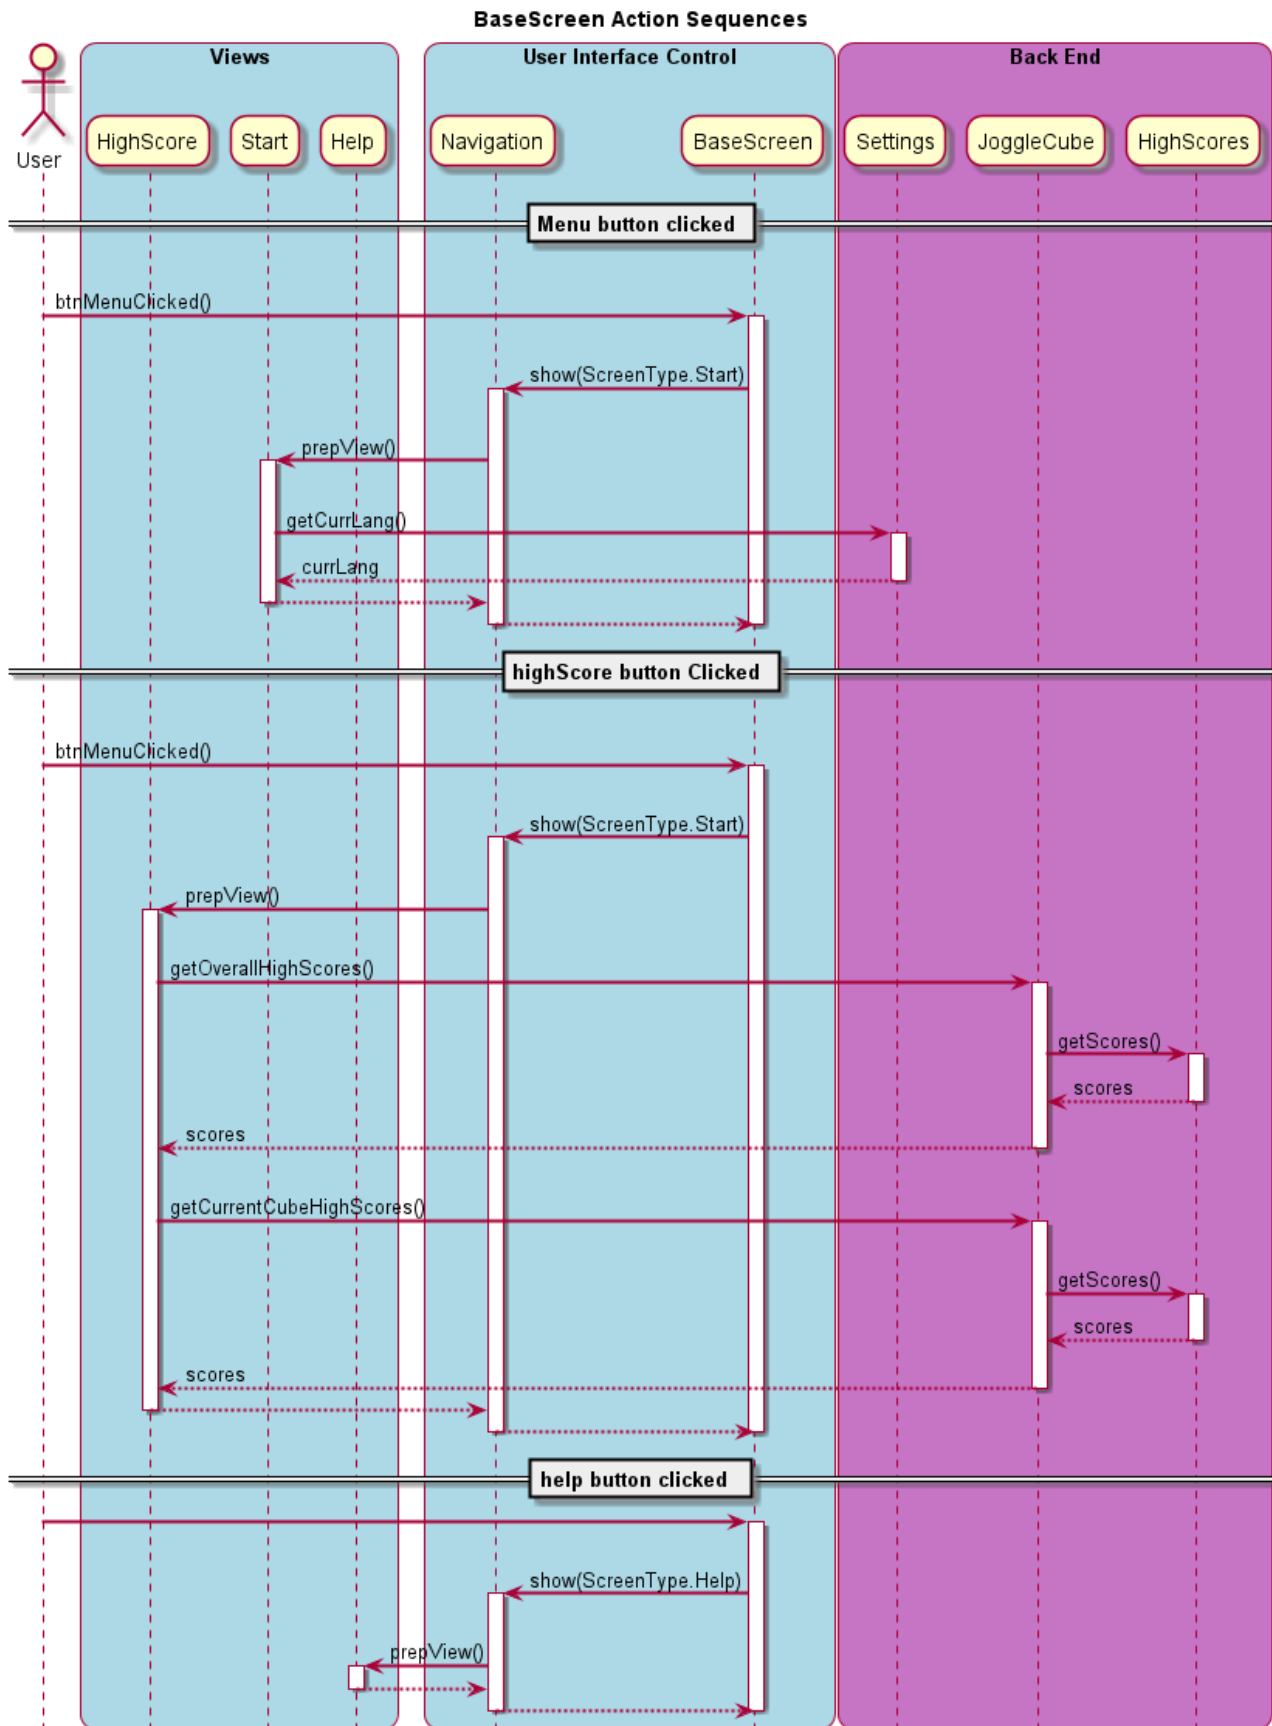 BaseScreen Action Sequences
Views
User Interface Control
Back End
User
HighScore
Start
Help
Navigation
BaseScreen
Settings
JoggleCube
HighScores
Menu button clicked
btnMenuClicked()
show(ScreenType.Start)
prepView()
getCurrLang()
currLang
highScore button Clicked
btnMenuClicked()
show(ScreenType.Start)
prepView()
getOverallHighScores()
getScores()
scores
scores
getCurrentCubeHighScores()
getScores()
scores
scores
help button clicked
show(ScreenType.Help)
prepView()